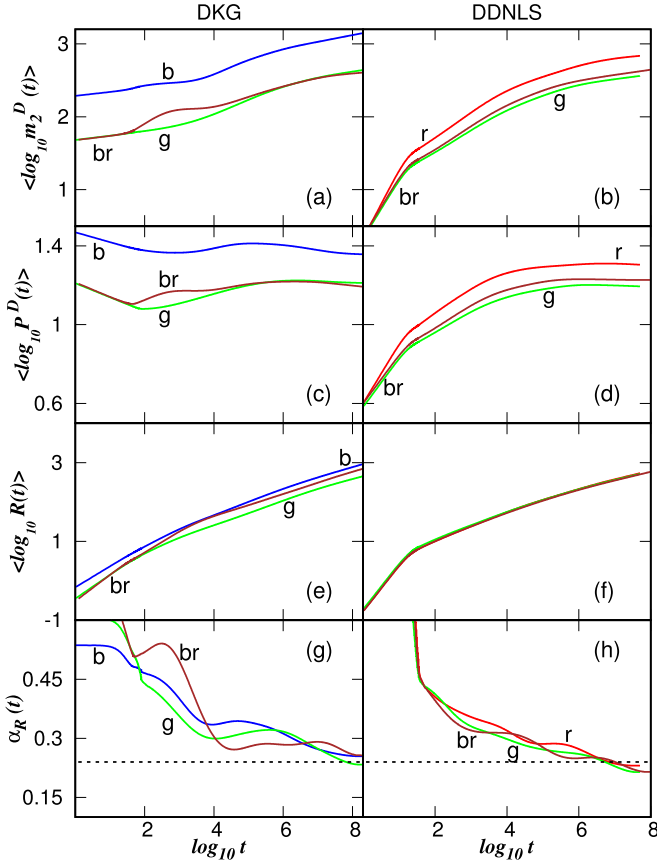 DKG DDNLS
<log10 m2^D(t)>
3
2
1
b
br
g
(a)
r
br
g
(b)
<log10 P^D(t)>
1.4
1
0.6
b
br
g
(c)
r
br
g
(d)
<log10 R(t)>
3
1
-1
b
br
g
(e)
(f)
αR(t)
0.45
0.3
0.15
b
br
g
(g)
br
g
r
(h)
2 4 6 8 2 4 6 8
log10 t log10 t